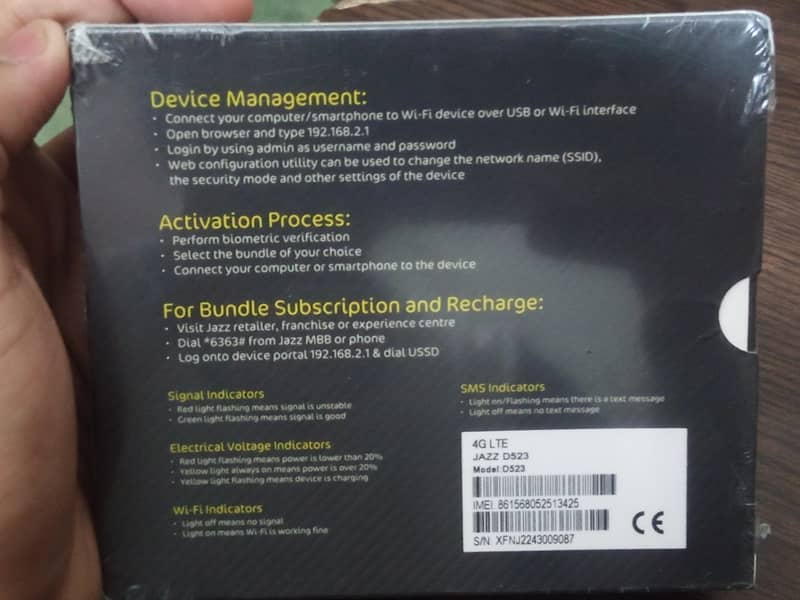 Device Management:
• Connect your computer/smartphone to Wi-Fi device over USB or Wi-Fi interface
• Open browser and type 192.168.2.1
• Login by using admin as username and password
• Web configuration utility can be used to change the network name (SSID),
the security mode and other settings of the device
Activation Process:
• Perform biometric verification
• Select the bundle of your choice
• Connect your computer or smartphone to the device
For Bundle Subscription and Recharge:
• Visit Jazz retailer, franchise or experience centre
• Dial *6363# from Jazz MBB or phone
• Log onto device portal 192.168.2.1 & dial USSD
Signal Indicators
• Red light flashing means signal is unstable
• Green light flashing means signal is good
Electrical Voltage Indicators
• Red light flashing means power is lower than 20%
• Yellow light always on means power is over 20%
• Yellow light flashing means device is charging
Wi-Fi Indicators
• Light off means no signal
• Light on means Wi-Fi is working fine
SMS Indicators
• Light on/Flashing means there is a text message
• Light off means no text message
4G LTE
JAZZ D523
Model:D523
IMEI: 861568052513425
S/N: XFNJ2243009087
CE